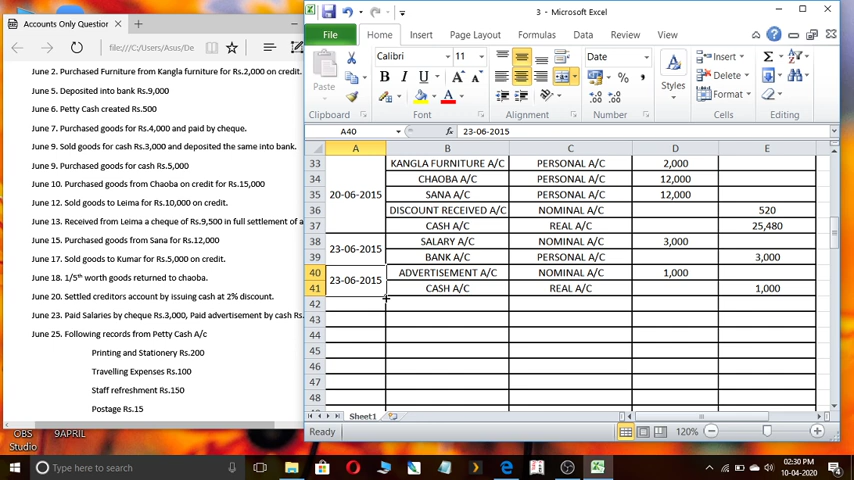 Accounts Only Question
file:///C:/Users/Asus/De
June 2. Purchased Furniture from Kangla furniture for Rs.2,000 on credit.
June 5. Deposited into bank Rs.9,000
June 6. Petty Cash created Rs.500
June 7. Purchased goods for Rs.4,000 and paid by cheque.
June 9. Sold goods for cash Rs.3,000 and deposited the same into bank.
June 9. Purchased goods for cash Rs.5,000
June 10. Purchased goods from Chaoba on credit for Rs.15,000
June 12. Sold goods to Leima for Rs.10,000 on credit.
June 13. Received from Leima a cheque of Rs.9,500 in full settlement of a
June 15. Purchased goods from Sana for Rs.12,000
June 17. Sold goods to Kumar for Rs.5,000 on credit.
June 18. 1/5th worth goods returned to chaoba.
June 20. Settled creditors account by issuing cash at 2% discount.
June 23. Paid Salaries by cheque Rs.3,000, Paid advertisement by cash Rs.
June 25. Following records from Petty Cash A/c
Printing and Stationery Rs.200
Travelling Expenses Rs.100
Staff refreshment Rs.150
Postage Rs.15
OBS Studio
9APRIL
3 - Microsoft Excel
File Home Insert Page Layout Formulas Data Review View
Paste
Clipboard
Calibri 11
B I U
A A
Font
Alignment
Date
%
Number
Styles
Insert
Delete
Format
Cells
Editing
A40 fx 23-06-2015
A B C D E
33 KANGLA FURNITURE A/C PERSONAL A/C 2,000
34 CHAOBA A/C PERSONAL A/C 12,000
35 20-06-2015 SANA A/C PERSONAL A/C 12,000
36 DISCOUNT RECEIVED A/C NOMINAL A/C 520
37 CASH A/C REAL A/C 25,480
38 23-06-2015 SALARY A/C NOMINAL A/C 3,000
39 BANK A/C PERSONAL A/C 3,000
40 23-06-2015 ADVERTISEMENT A/C NOMINAL A/C 1,000
41 CASH A/C REAL A/C 1,000
42
43
44
45
46
47
48
Sheet1
Ready
120%
Type here to search
02:30 PM
10-04-2020
4